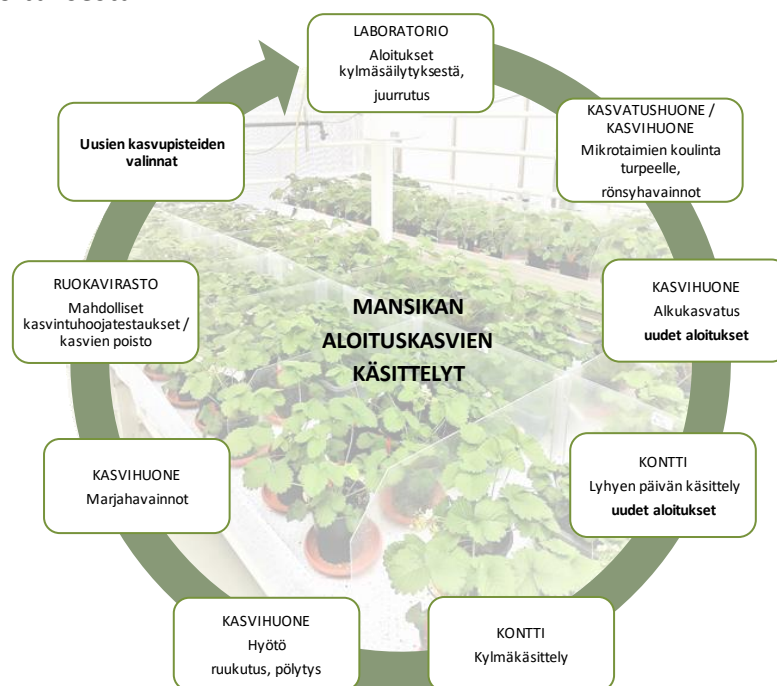 LABORATORIO
Aloitukset
kylmäsäilytyksestä,
juurrutus
KASVATUSHUONE /
KASVIHUONE
Mikrotaimien koulinta
turpeelle,
rönsyhavainnot
KASVIHUONE
Alkukasvatus
uudet aloitukset
KONTTI
Lyhyen päivän käsittely
uudet aloitukset
KONTTI
Kylmäkäsittely
KASVIHUONE
Hyötö
ruukutus, pölytys
KASVIHUONE
Marjahavainnot
RUOKAVIRASTO
Mahdolliset
kasvintuhoojatestaukset /
kasvien poisto
Uusien kasvupisteiden
valinnat
MANSIKAN
ALOITUSKASVIEN
KÄSITTELYT